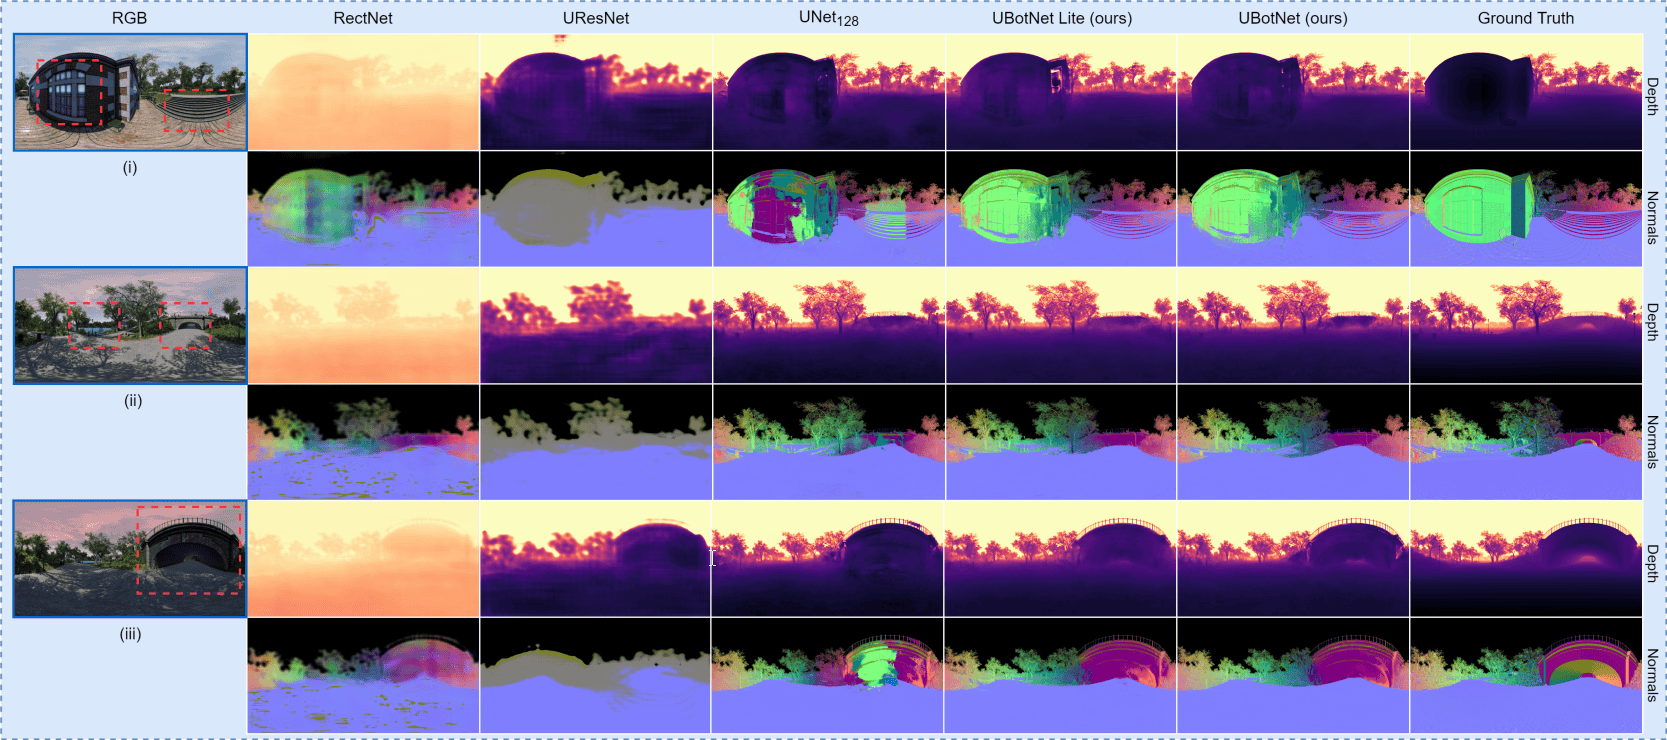 RGB RectNet UResNet UNet128 UBotNet Lite (ours) UBotNet (ours) Ground Truth
Depth
(i)
Normals
Depth
(ii)
Normals
Depth
(iii)
Normals